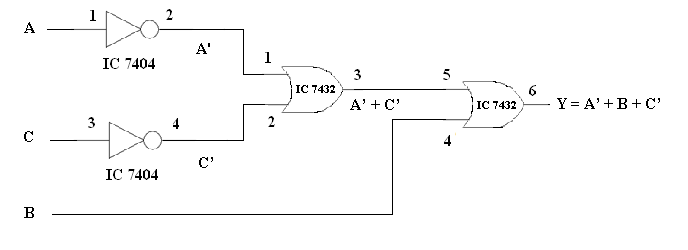 A
1
2
A'
IC 7404
1
IC 7432
3
A' + C'
5
IC 7432
6
Y = A' + B + C'
2
4
C
3
4
C'
IC 7404
B